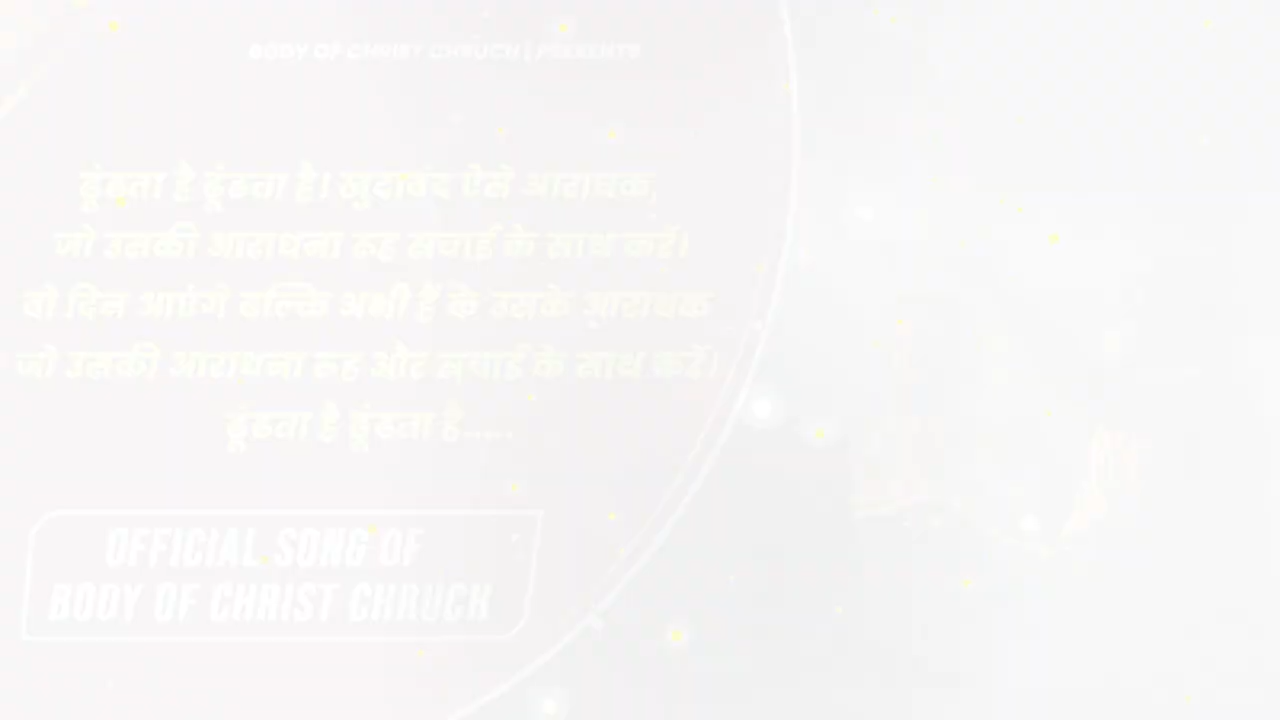 BODY OF CHRIST CHRUCH | PRESENTS
ढूंढता है ढूंढता है। खुदावंद ऐसे आराधक,
जो उसकी आराधना रूह सचाई के साथ करें।
वो दिन आएंगे बल्कि अभी हैं के उसके आराधक
जो उसकी आराधना रूह और सचाई के साथ करें।
ढूंढता है ढूंढता है.....
OFFICIAL SONG OF
BODY OF CHRIST CHRUCH